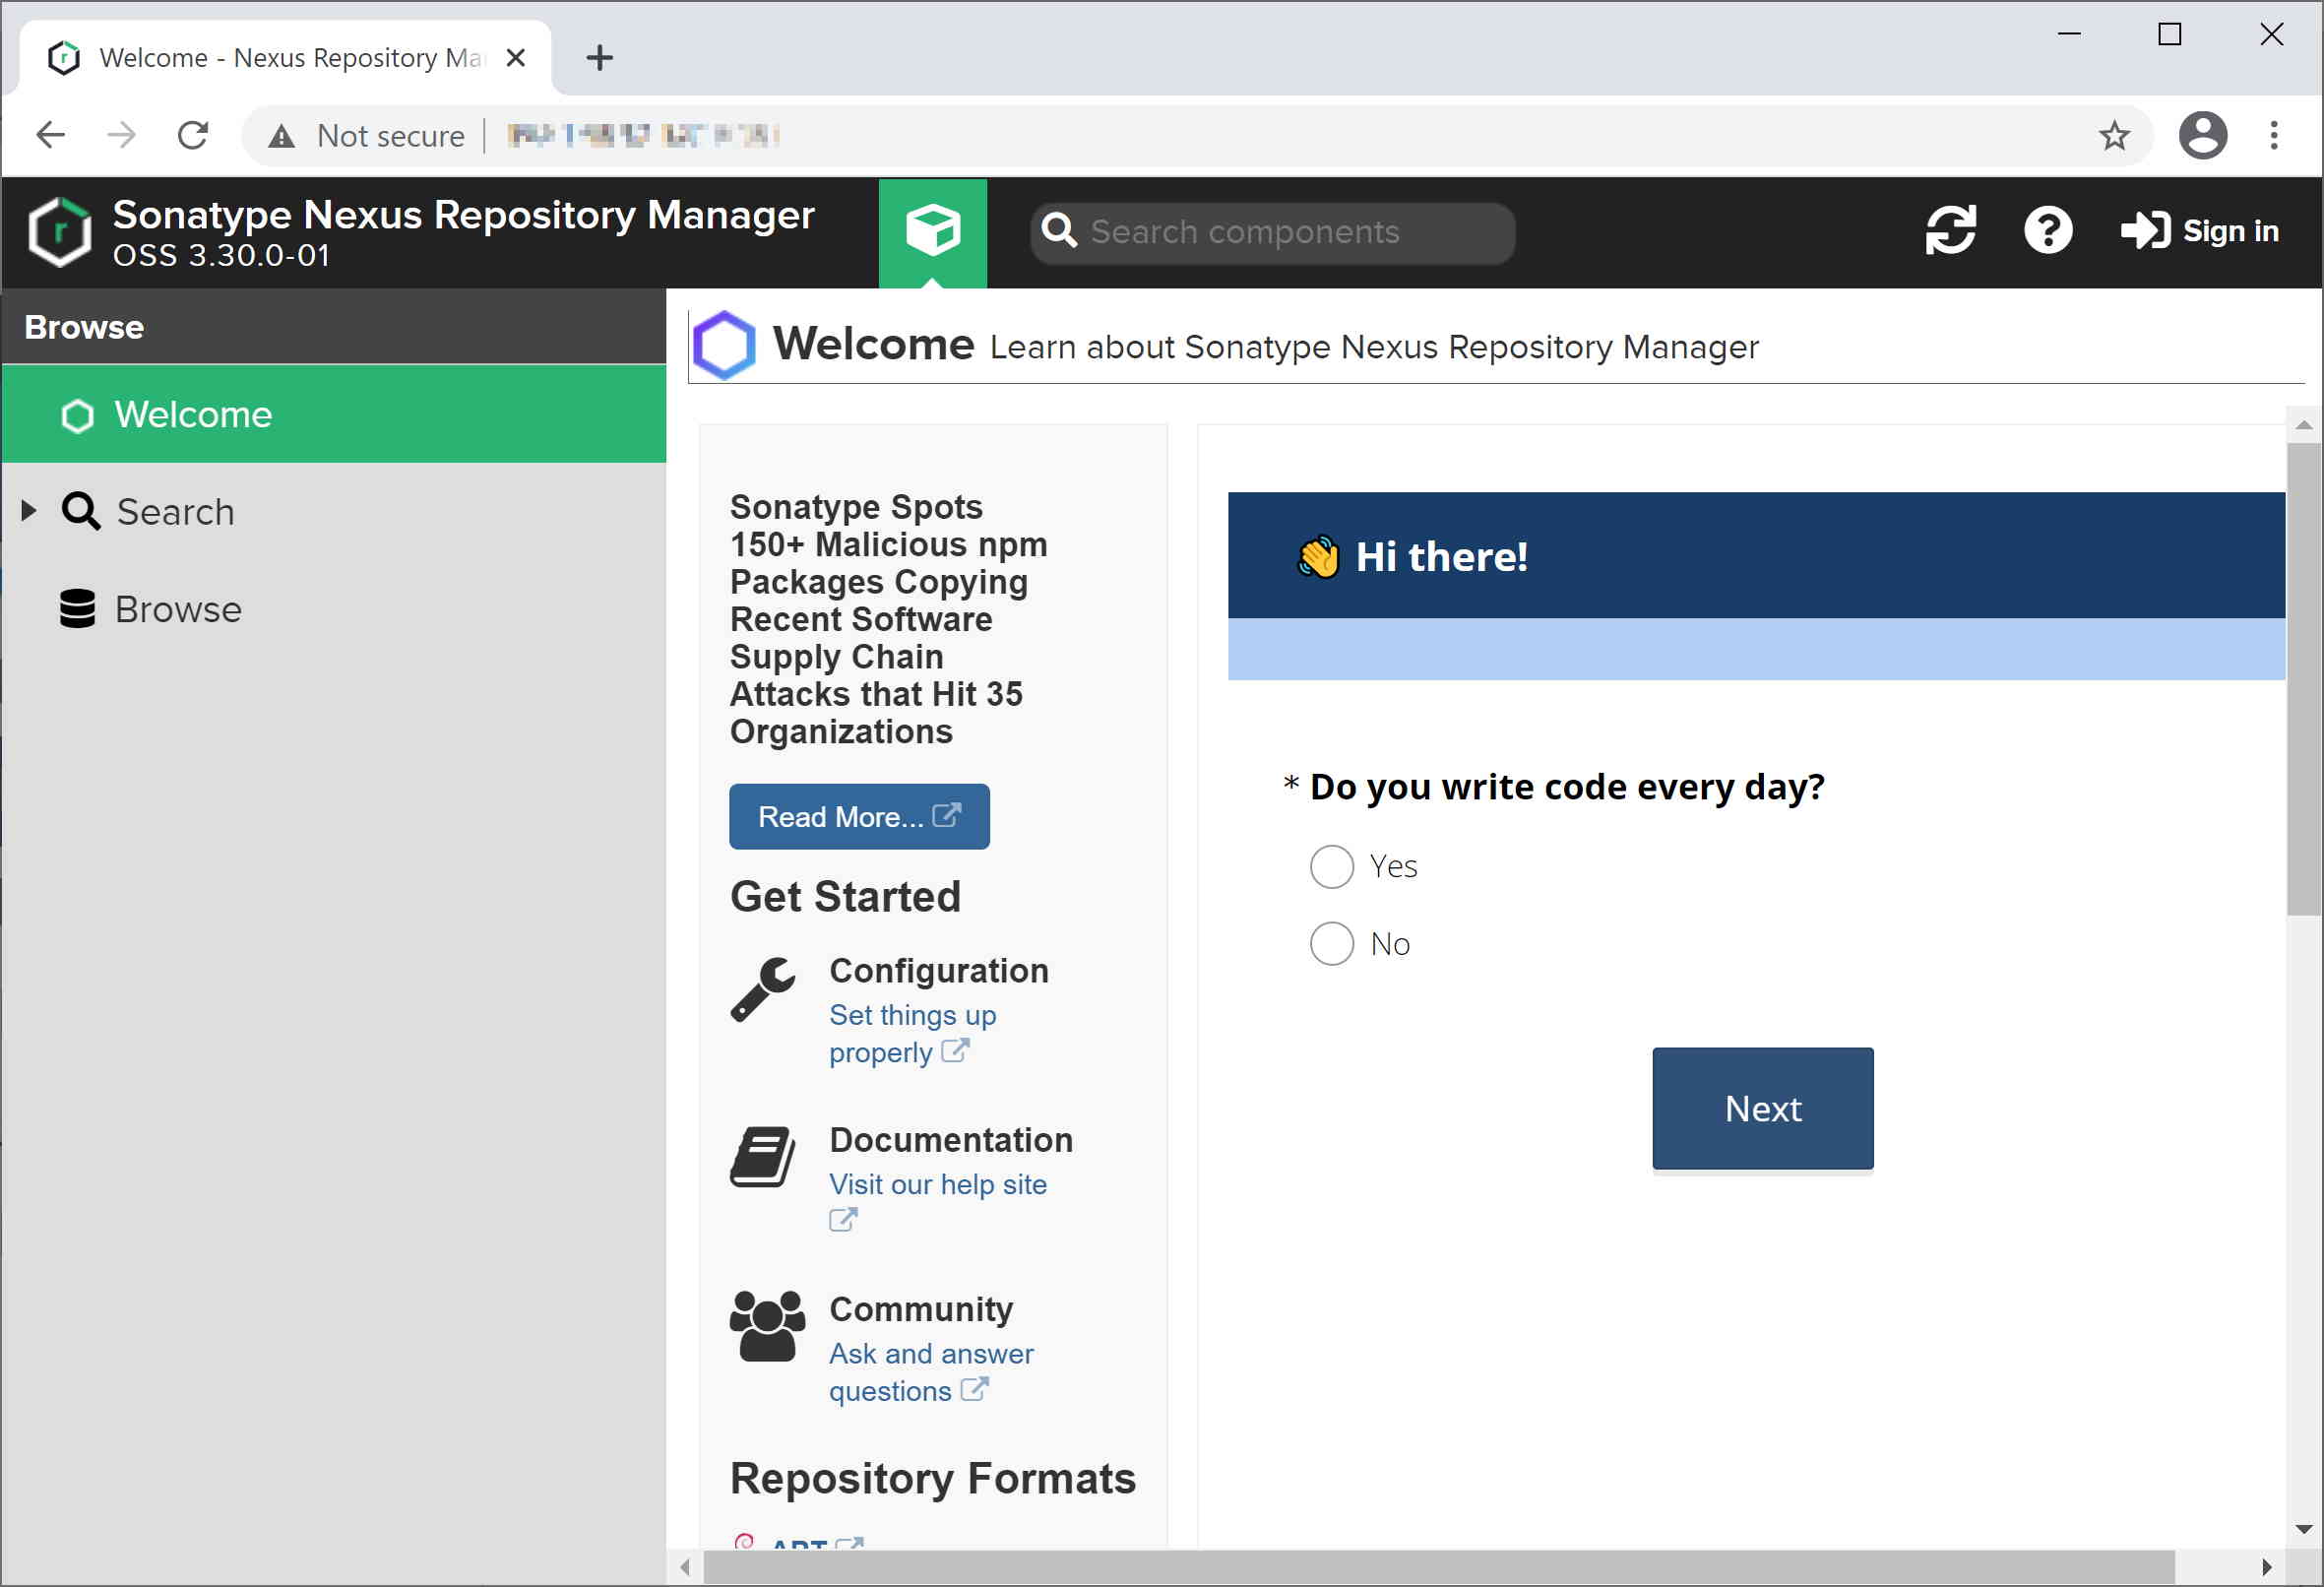 Welcome - Nexus Repository Ma
Not secure
Sonatype Nexus Repository Manager
OSS 3.30.0-01
Search components
Sign in
Browse
Welcome
Search
Browse
Welcome Learn about Sonatype Nexus Repository Manager
Sonatype Spots
150+ Malicious npm
Packages Copying
Recent Software
Supply Chain
Attacks that Hit 35
Organizations
Read More...
Get Started
Configuration
Set things up
properly
Documentation
Visit our help site
Community
Ask and answer
questions
Repository Formats
APT
👋 Hi there!
* Do you write code every day?
Yes
No
Next